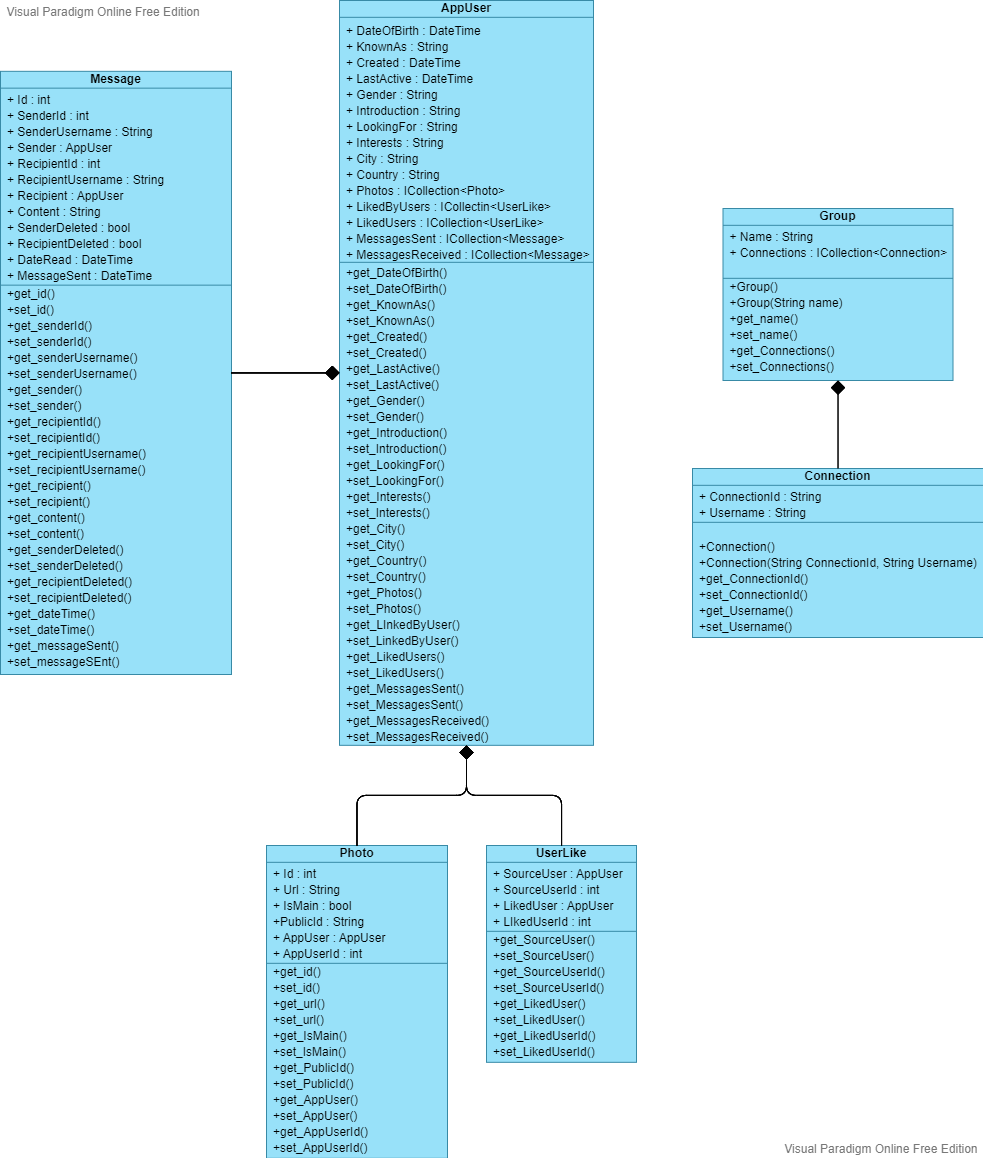 Visual Paradigm Online Free Edition
AppUser
+ DateOfBirth : DateTime
+ KnownAs : String
+ Created : DateTime
+ LastActive : DateTime
+ Gender : String
+ Introduction : String
+ LookingFor : String
+ Interests : String
+ City : String
+ Country : String
+ Photos : ICollection<Photo>
+ LikedByUsers : ICollectin<UserLike>
+ LikedUsers : ICollection<UserLike>
+ MessagesSent : ICollection<Message>
+ MessagesReceived : ICollection<Message>
+get_DateOfBirth()
+set_DateOfBirth()
+get_KnownAs()
+set_KnownAs()
+get_Created()
+set_Created()
+get_LastActive()
+set_LastActive()
+get_Gender()
+set_Gender()
+get_Introduction()
+set_Introduction()
+get_LookingFor()
+set_LookingFor()
+get_Interests()
+set_Interests()
+get_City()
+set_City()
+get_Country()
+set_Country()
+get_Photos()
+set_Photos()
+get_LInkedByUser()
+set_LinkedByUser()
+get_LikedUsers()
+set_LikedUsers()
+get_MessagesSent()
+set_MessagesSent()
+get_MessagesReceived()
+set_MessagesReceived()
Message
+ Id : int
+ SenderId : int
+ SenderUsername : String
+ Sender : AppUser
+ RecipientId : int
+ RecipientUsername : String
+ Recipient : AppUser
+ Content : String
+ SenderDeleted : bool
+ RecipientDeleted : bool
+ DateRead : DateTime
+ MessageSent : DateTime
+get_id()
+set_id()
+get_senderId()
+set_senderId()
+get_senderUsername()
+set_senderUsername()
+get_sender()
+set_sender()
+get_recipientId()
+set_recipientId()
+get_recipientUsername()
+set_recipientUsername()
+get_recipient()
+set_recipient()
+get_content()
+set_content()
+get_senderDeleted()
+set_senderDeleted()
+get_recipientDeleted()
+set_recipientDeleted()
+get_dateTime()
+set_dateTime()
+get_messageSent()
+set_messageSEnt()
Group
+ Name : String
+ Connections : ICollection<Connection>
+Group()
+Group(String name)
+get_name()
+set_name()
+get_Connections()
+set_Connections()
Connection
+ ConnectionId : String
+ Username : String
+Connection()
+Connection(String ConnectionId, String Username)
+get_ConnectionId()
+set_ConnectionId()
+get_Username()
+set_Username()
Photo
+ Id : int
+ Url : String
+ IsMain : bool
+PublicId : String
+ AppUser : AppUser
+ AppUserId : int
+get_id()
+set_id()
+get_url()
+set_url()
+get_IsMain()
+set_IsMain()
+get_PublicId()
+set_PublicId()
+get_AppUser()
+set_AppUser()
+get_AppUserId()
+set_AppUserId()
UserLike
+ SourceUser : AppUser
+ SourceUserId : int
+ LikedUser : AppUser
+ LIkedUserId : int
+get_SourceUser()
+set_SourceUser()
+get_SourceUserId()
+set_SourceUserId()
+get_LikedUser()
+set_LikedUser()
+get_LikedUserId()
+set_LikedUserId()
Visual Paradigm Online Free Edition